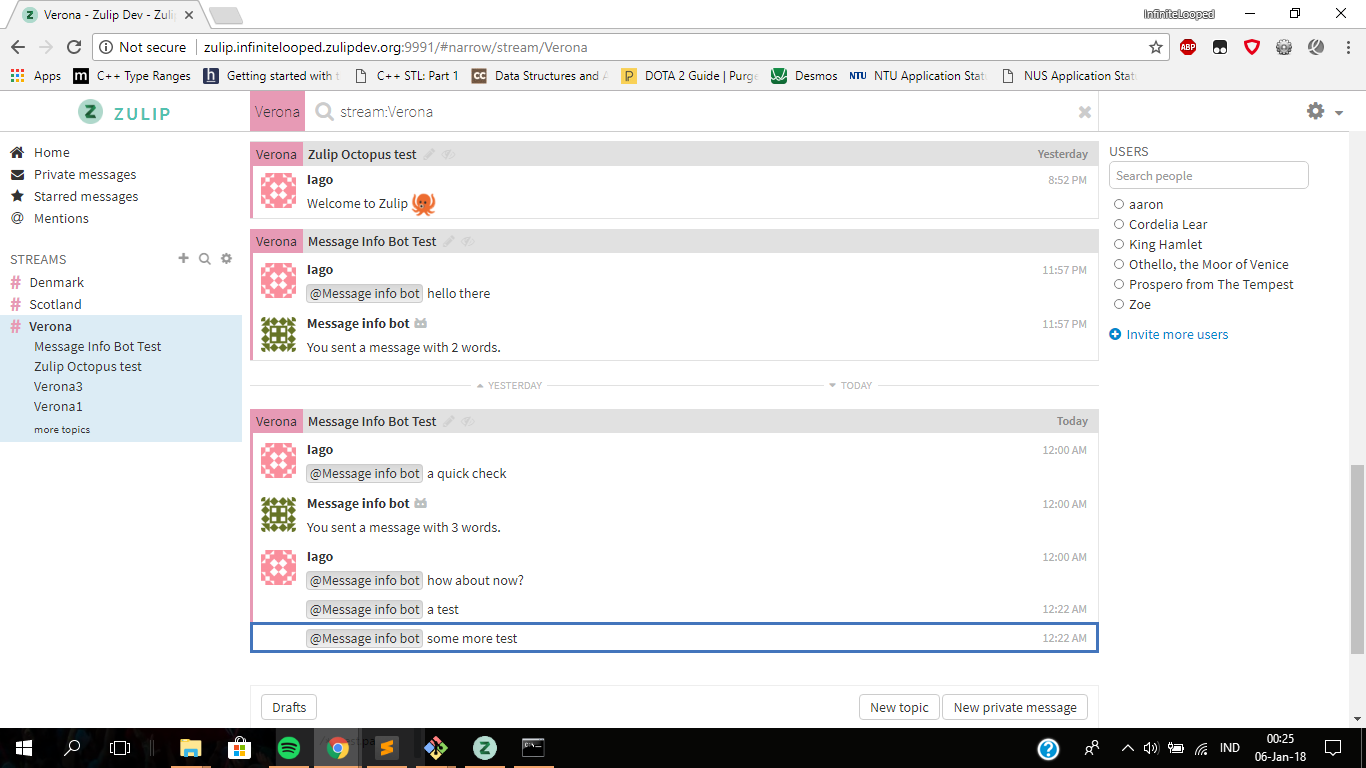 Verona - Zulip Dev - Zuli
InfiniteLooped
Not secure zulip.infinitelooped.zulipdev.org:9991/#narrow/stream/Verona
ABP
Apps m C++ Type Ranges h Getting started with C++ STL: Part 1 CC Data Structures and A P DOTA 2 Guide | Purge Desmos NTU NTU Application Stat NUS Application Stat
Z ZULIP
Verona stream:Verona
Home
Private messages
Starred messages
@ Mentions
STREAMS
# Denmark
# Scotland
# Verona
Message Info Bot Test
Zulip Octopus test
Verona3
Verona1
more topics
Verona Zulip Octopus test Yesterday
Iago 8:52 PM
Welcome to Zulip
Verona Message Info Bot Test
Iago 11:57 PM
@Message info bot hello there
Message info bot 11:57 PM
You sent a message with 2 words.
YESTERDAY TODAY
Verona Message Info Bot Test Today
Iago 12:00 AM
@Message info bot a quick check
Message info bot 12:00 AM
You sent a message with 3 words.
Iago 12:00 AM
@Message info bot how about now?
@Message info bot a test 12:22 AM
@Message info bot some more test 12:22 AM
Drafts New topic New private message
USERS
Search people
aaron
Cordelia Lear
King Hamlet
Othello, the Moor of Venice
Prospero from The Tempest
Zoe
Invite more users
IND
00:25
06-Jan-18